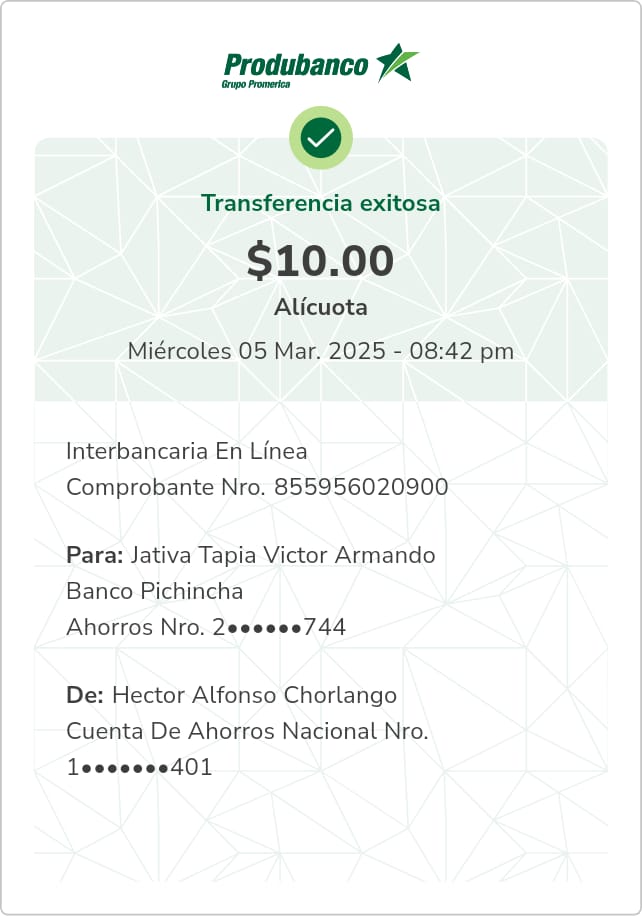 Produbanco
Grupo Promerica
Transferencia exitosa
$10.00
Alícuota
Miércoles 05 Mar. 2025 - 08:42 pm
Interbancaria En Línea
Comprobante Nro. 855956020900
Para: Jativa Tapia Victor Armando
Banco Pichincha
Ahorros Nro. 2●●●●●●744
De: Hector Alfonso Chorlango
Cuenta De Ahorros Nacional Nro.
1●●●●●●●401